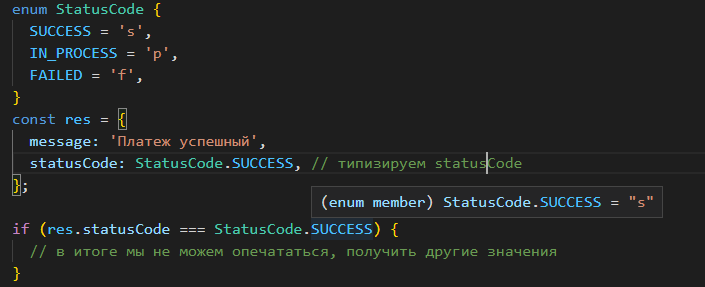 enum StatusCode {
SUCCESS = 's',
IN_PROCESS = 'p',
FAILED = 'f',
}
const res = {
message: 'Платеж успешный',
statusCode: StatusCode.SUCCESS, // типизируем statusCode
};
(enum member) StatusCode.SUCCESS = "s"
if (res.statusCode === StatusCode.SUCCESS) {
// в итоге мы не можем опечататься, получить другие значения
}